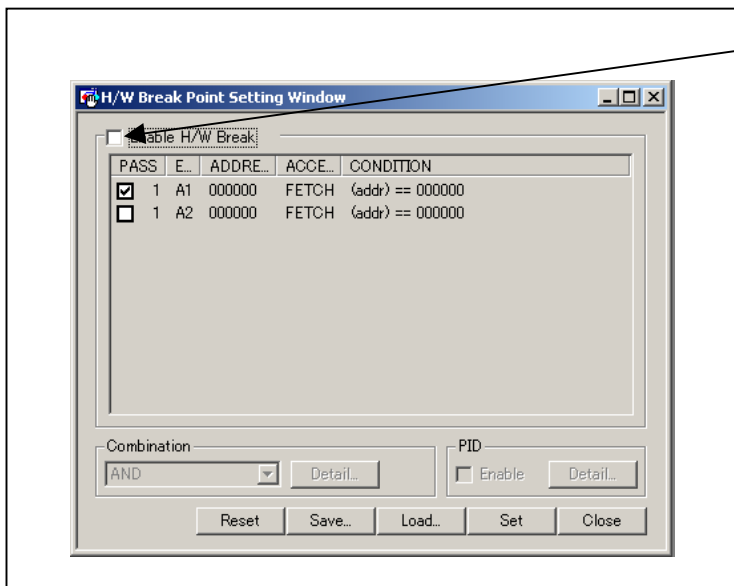 H/W Break Point Setting Window
Enable H/W Break
PASS E... ADDRE... ACCE... CONDITION
1 A1 000000 FETCH (addr) == 000000
1 A2 000000 FETCH (addr) == 000000
Combination
PID
AND Detail... Enable Detail...
Reset Save... Load... Set Close